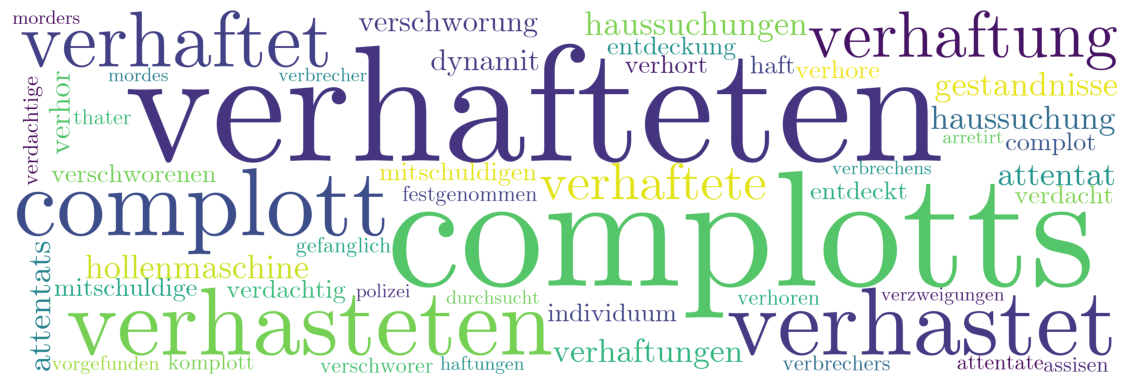 morders
verhaftet
verschworung
haussuchungen
verhaftung
entdeckung
dynamit
verhort
haft
verhore
mordes
verbrecher
gestandnisse
verdachtige
verhor
thater
verhafteten
haussuchung
arretirt
complot
verschworenen
mitschuldigen
verhaftete
verbrechens
attentat
festgenommen
entdeckt
verdacht
complott
complotts
gefanglich
attentats
hollenmaschine
mitschuldige
verdachtig
polizei
durchsucht
verhoren
verzweigungen
verhasteten
individuum
verhastet
verhaftungen
vorgefunden
komplott
verschworer
haftungen
verbrechers
attentate
assisen